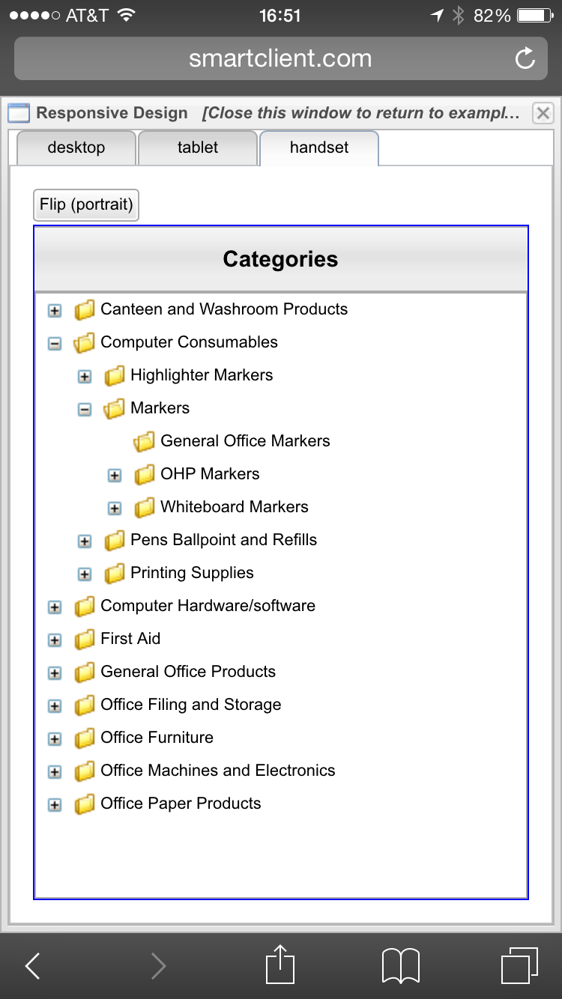 AT&T 16:51 82%
smartclient.com
Responsive Design [Close this window to return to exampl...
desktop tablet handset
Flip (portrait)
Categories
Canteen and Washroom Products
Computer Consumables
Highlighter Markers
Markers
General Office Markers
OHP Markers
Whiteboard Markers
Pens Ballpoint and Refills
Printing Supplies
Computer Hardware/software
First Aid
General Office Products
Office Filing and Storage
Office Furniture
Office Machines and Electronics
Office Paper Products